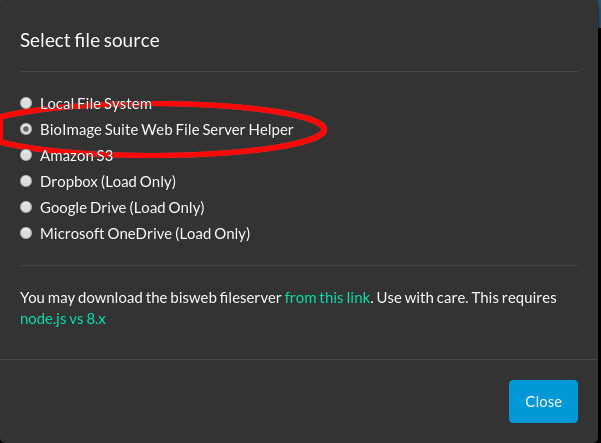 Select file source
Local File System
BioImage Suite Web File Server Helper
Amazon S3
Dropbox (Load Only)
Google Drive (Load Only)
Microsoft OneDrive (Load Only)
You may download the bisweb fileserver from this link. Use with care. This requires
node.js vs 8.x
Close